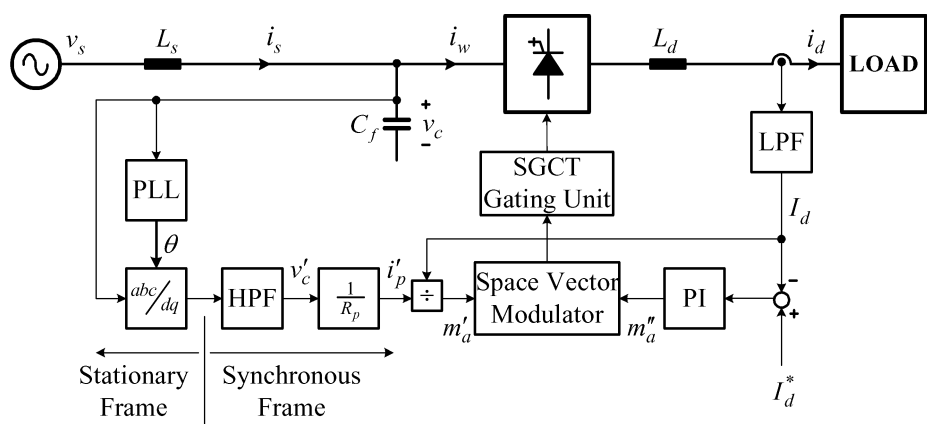 v_s
L_s
i_s
i_w
L_d
i_d
LOAD
C_f
+
v_c
-
LPF
SGCT
Gating Unit
PLL
θ
I_d
abc/dq
HPF
v'_c
1/R_p
i'_p
÷
m'_a
Space Vector
Modulator
m''_a
PI
-
+
Stationary
Frame
Synchronous
Frame
I_d^*